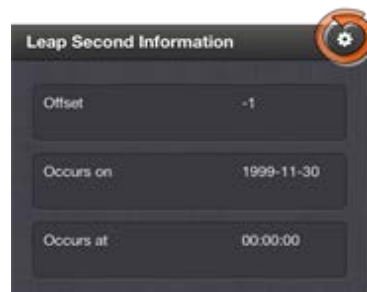 Leap Second Information
Offset -1
Occurs on 1999-11-30
Occurs at 00:00:00